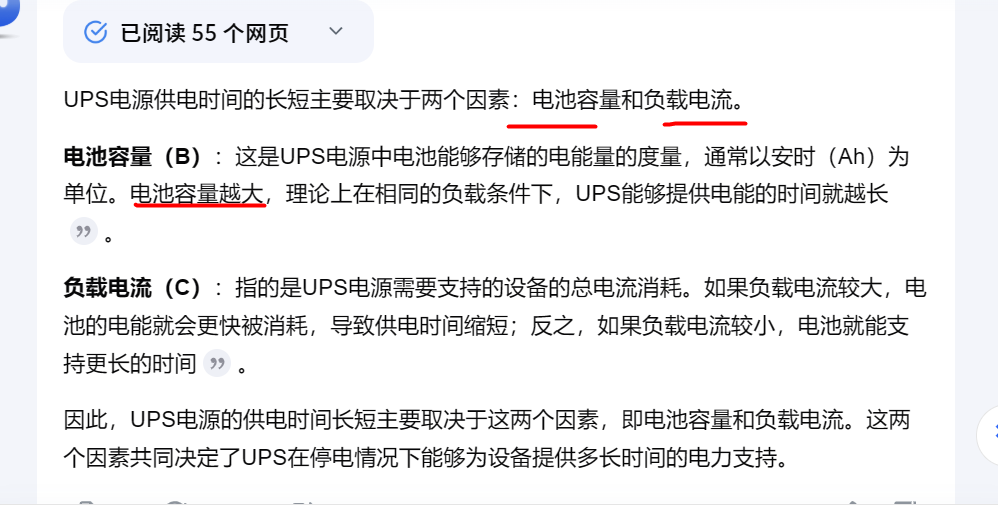 已阅读 55 个网页
UPS电源供电时间的长短主要取决于两个因素：电池容量和负载电流。
电池容量（B）：这是UPS电源中电池能够存储的电能量的度量，通常以安时（Ah）为
单位。电池容量越大，理论上在相同的负载条件下，UPS能够提供电能的时间就越长
”。
负载电流（C）：指的是UPS电源需要支持的设备的总电流消耗。如果负载电流较大，电
池的电能就会更快被消耗，导致供电时间缩短；反之，如果负载电流较小，电池就能支
持更长的时间 ” 。
因此，UPS电源的供电时间长短主要取决于这两个因素，即电池容量和负载电流。这两
个因素共同决定了UPS在停电情况下能够为设备提供多长时间的电力支持。